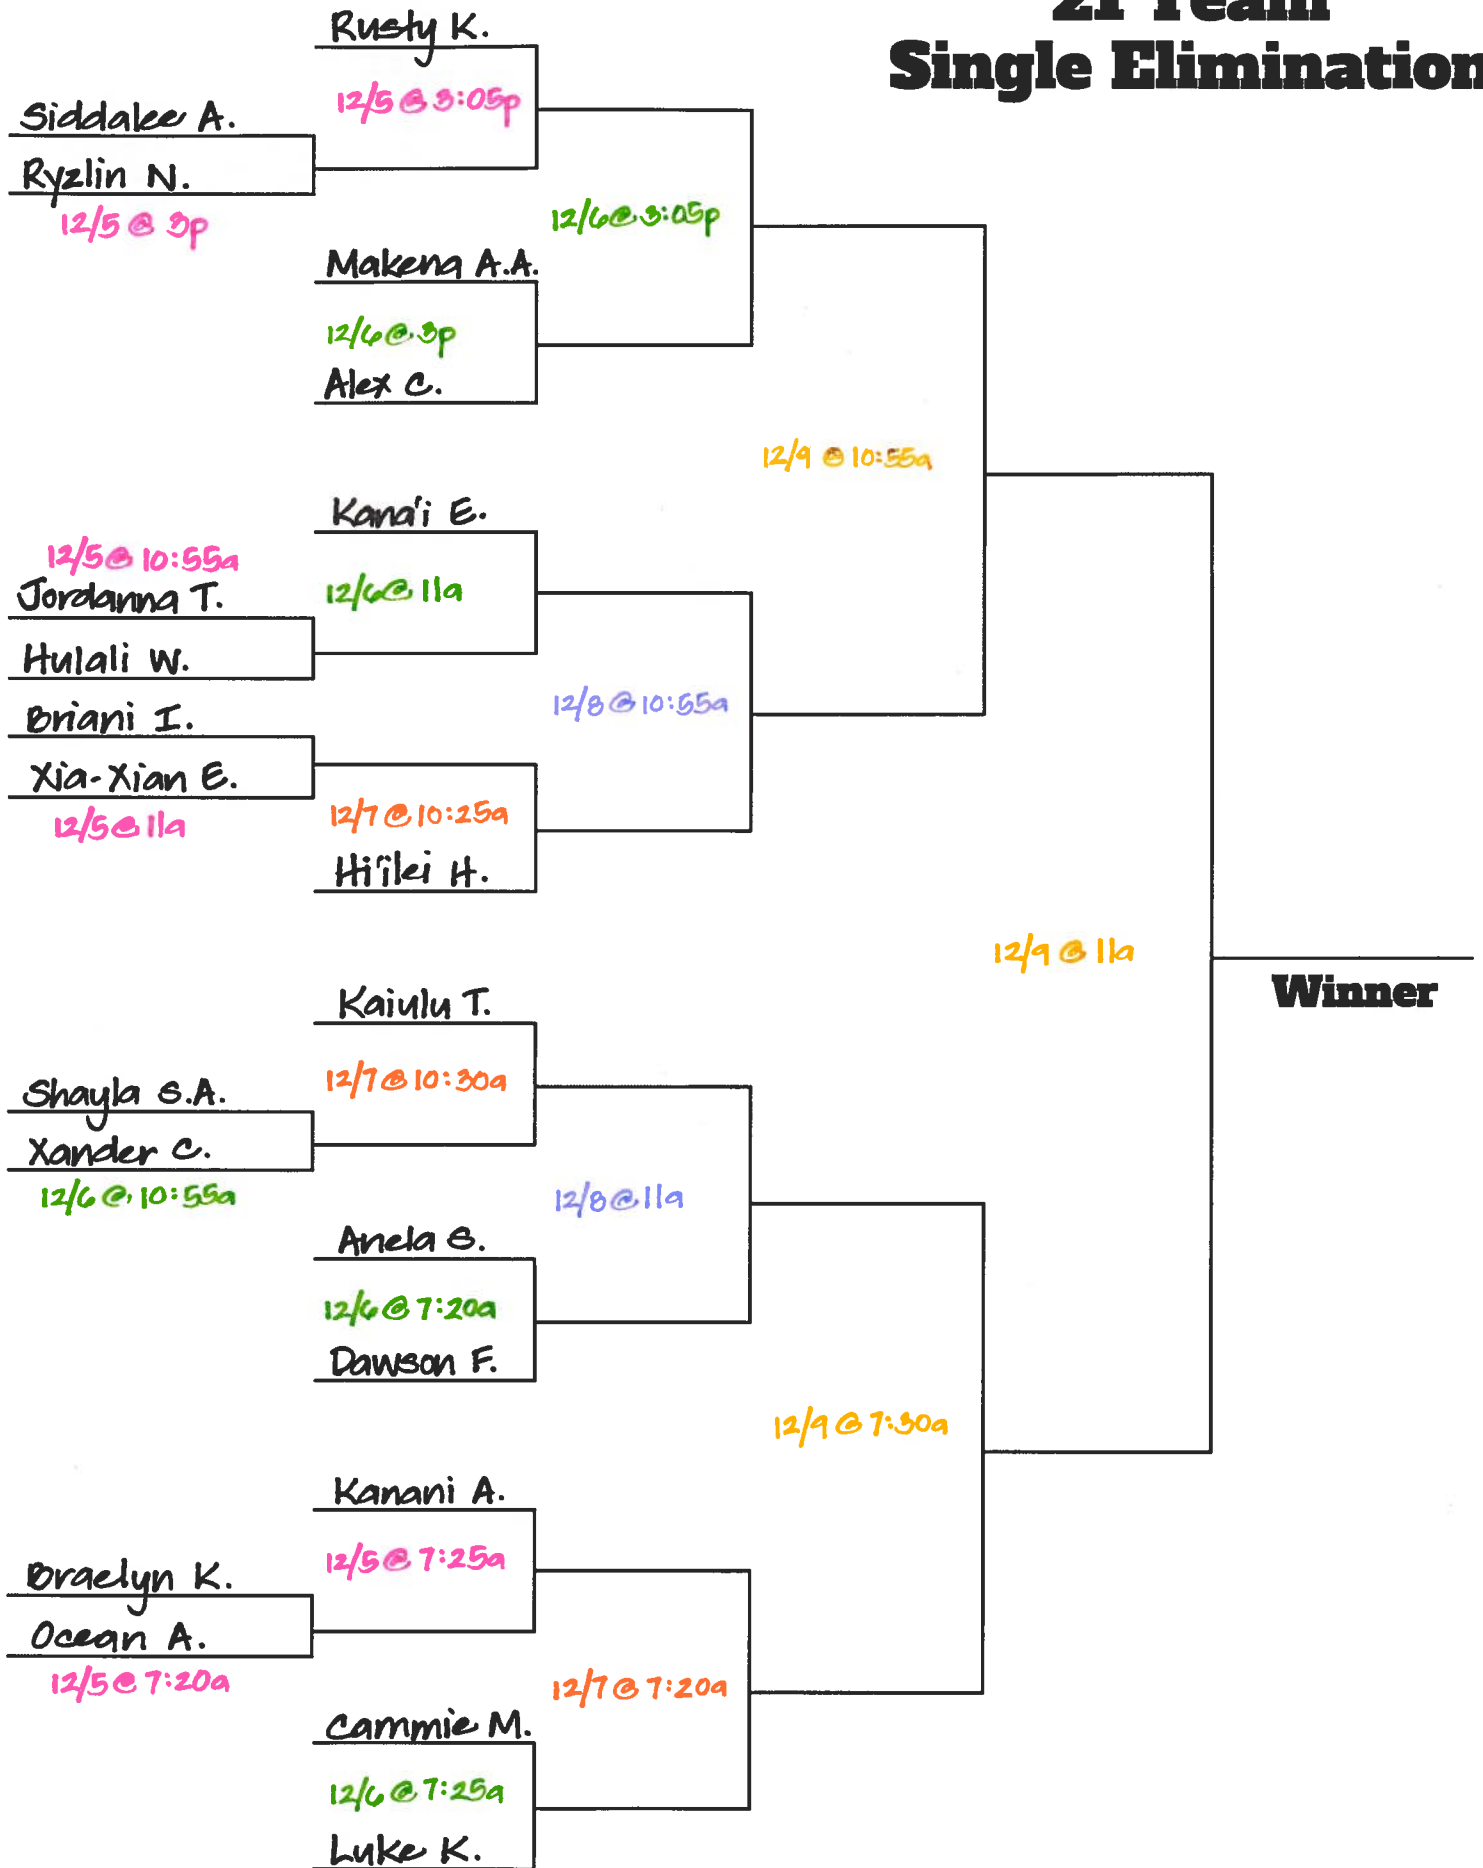 21 Team
Single Elimination
Rusty K.
12/5 @ 3:05p
Siddalee A.
Ryzlin N.
12/5 @ 3p
12/6 @ 3:05p
Makena A.A.
12/6 @ 3p
Alex C.
12/9 @ 10:55a
Kana'i E.
12/5 @ 10:55a
Jordanna T.
12/6 @ 11a
Hulali W.
12/8 @ 10:55a
Briani I.
Xia-Xian E.
12/5 @ 11a
12/7 @ 10:25a
Hi'ilei H.
12/9 @ 11a
Winner
Kaiulu T.
12/7 @ 10:30a
Shayla S.A.
Xander C.
12/6 @ 10:55a
12/8 @ 11a
Anela S.
12/6 @ 7:20a
Dawson F.
12/9 @ 7:30a
Kanani A.
12/5 @ 7:25a
Braelyn K.
Ocean A.
12/5 @ 7:20a
12/7 @ 7:20a
Cammie M.
12/6 @ 7:25a
Luke K.